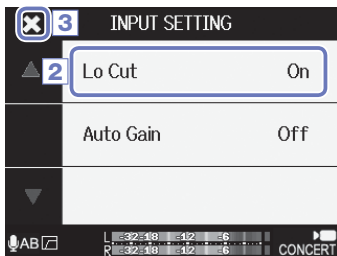 3 INPUT SETTING
2 Lo Cut On
Auto Gain Off
AB L -32-18 -12 -6
R -32-18 -12 -6 CONCERT